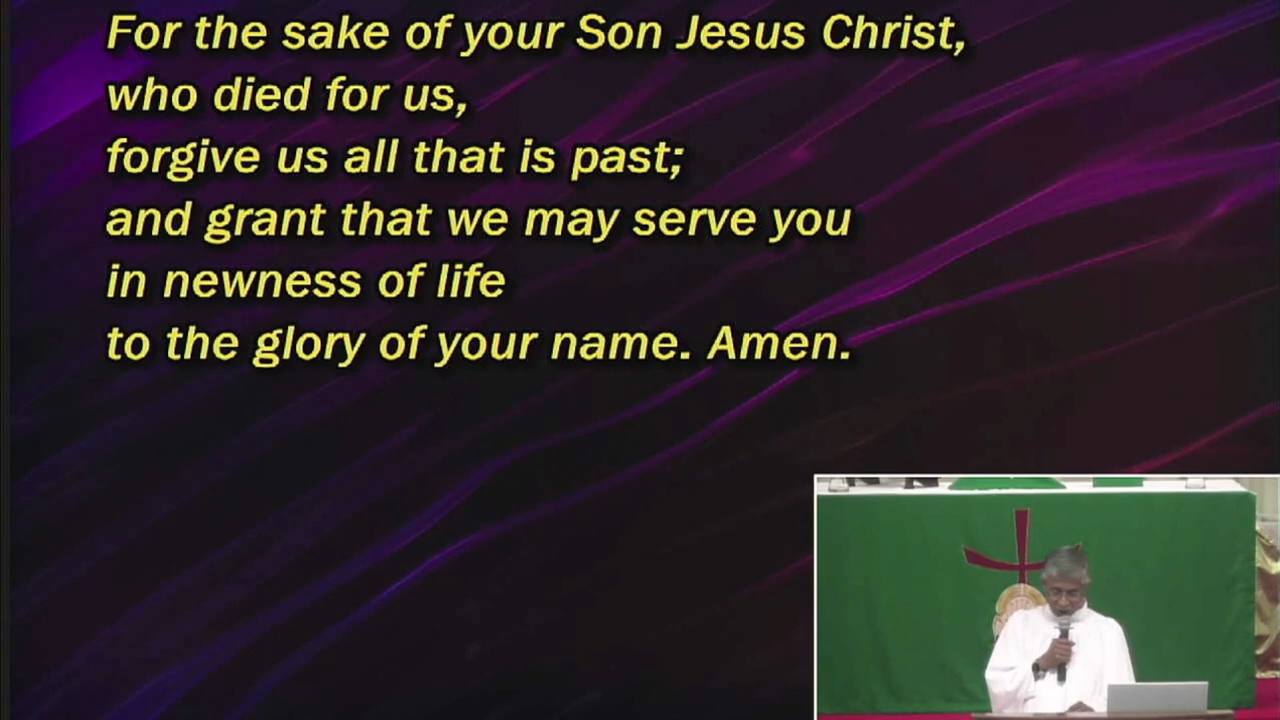 For the sake of your Son Jesus Christ,
who died for us,
forgive us all that is past;
and grant that we may serve you
in newness of life
to the glory of your name. Amen.